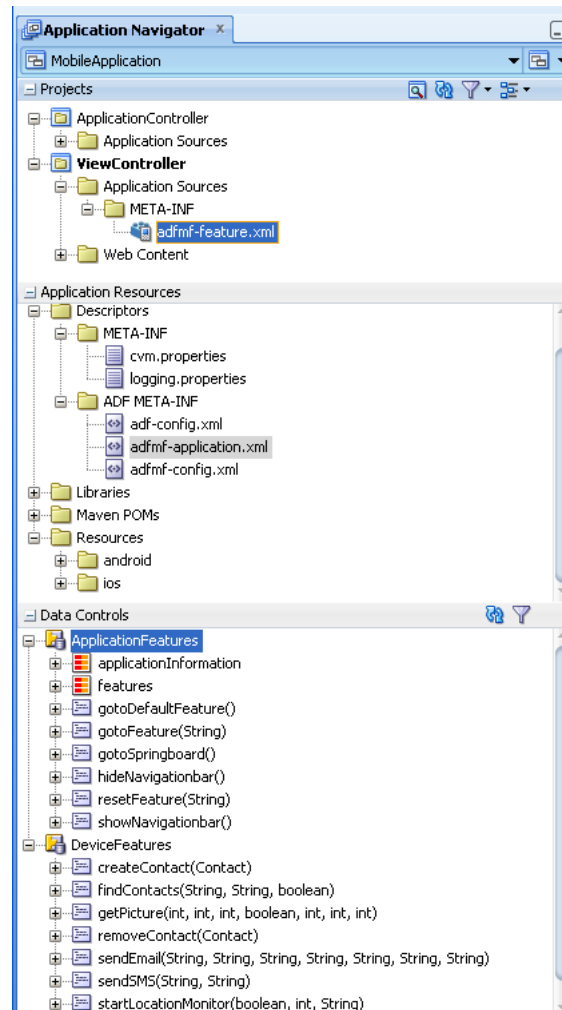 Application Navigator
MobileApplication
Projects
ApplicationController
Application Sources
ViewController
Application Sources
META-INF
adfmf-feature.xml
Web Content
Application Resources
Descriptors
META-INF
cvm.properties
logging.properties
ADF META-INF
adf-config.xml
adfmf-application.xml
adfmf-config.xml
Libraries
Maven POMs
Resources
android
ios
Data Controls
ApplicationFeatures
applicationInformation
features
gotoDefaultFeature()
gotoFeature(String)
gotoSpringboard()
hideNavigationbar()
resetFeature(String)
showNavigationbar()
DeviceFeatures
createContact(Contact)
findContacts(String, String, boolean)
getPicture(int, int, int, boolean, int, int, int)
removeContact(Contact)
sendEmail(String, String, String, String, String, String, String)
sendSMS(String, String)
startLocationMonitor(boolean, int, String)